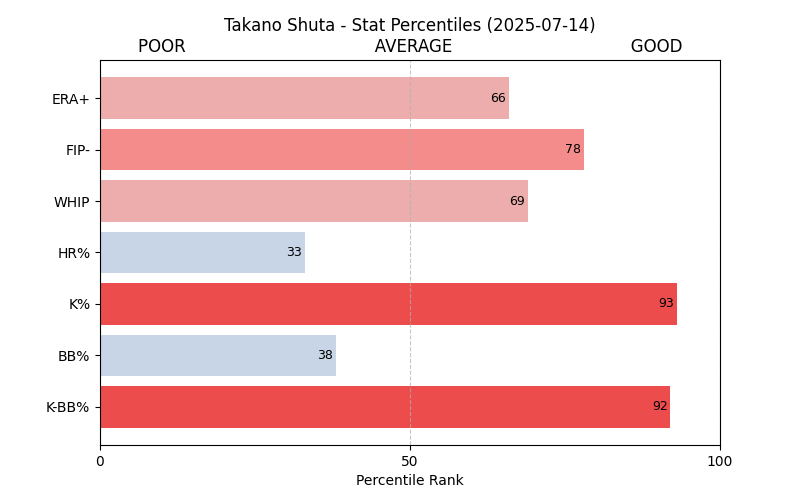 Takano Shuta - Stat Percentiles (2025-07-14)
POOR AVERAGE GOOD
ERA+ 66
FIP- 78
WHIP 69
HR% 33
K% 93
BB% 38
K-BB% 92
0 50 100
Percentile Rank